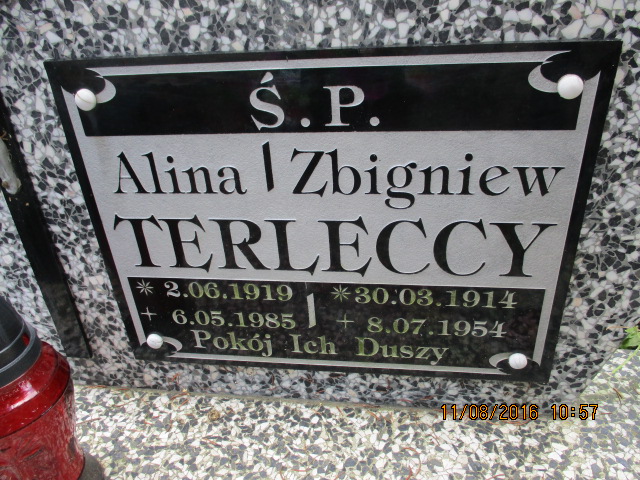 Ś.P.
Alina / Zbigniew
TERLECCY
* 2.06.1919 / * 30.03.1914
+ 6.05.1985 / + 8.07.1954
Pokój Ich Duszy
11/08/2016 10:57